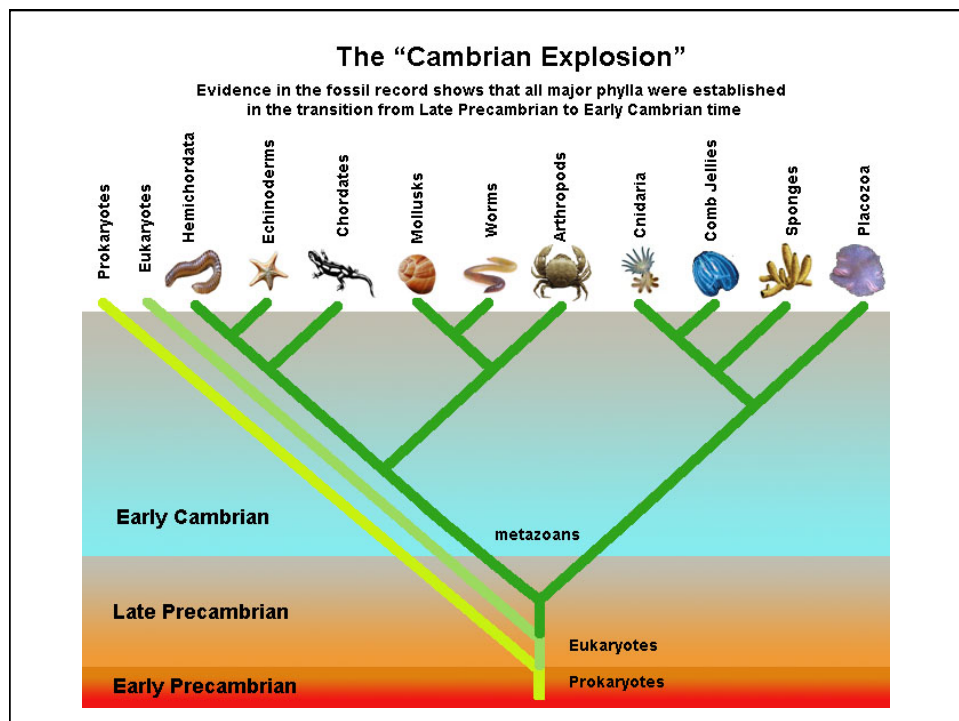 The “Cambrian Explosion”
Evidence in the fossil record shows that all major phylla were established
in the transition from Late Precambrian to Early Cambrian time
Prokaryotes
Eukaryotes
Hemichordata
Echinoderms
Chordates
Mollusks
Worms
Arthropods
Cnidaria
Comb Jellies
Sponges
Placozoa
Early Cambrian
metazoans
Late Precambrian
Eukaryotes
Early Precambrian
Prokaryotes